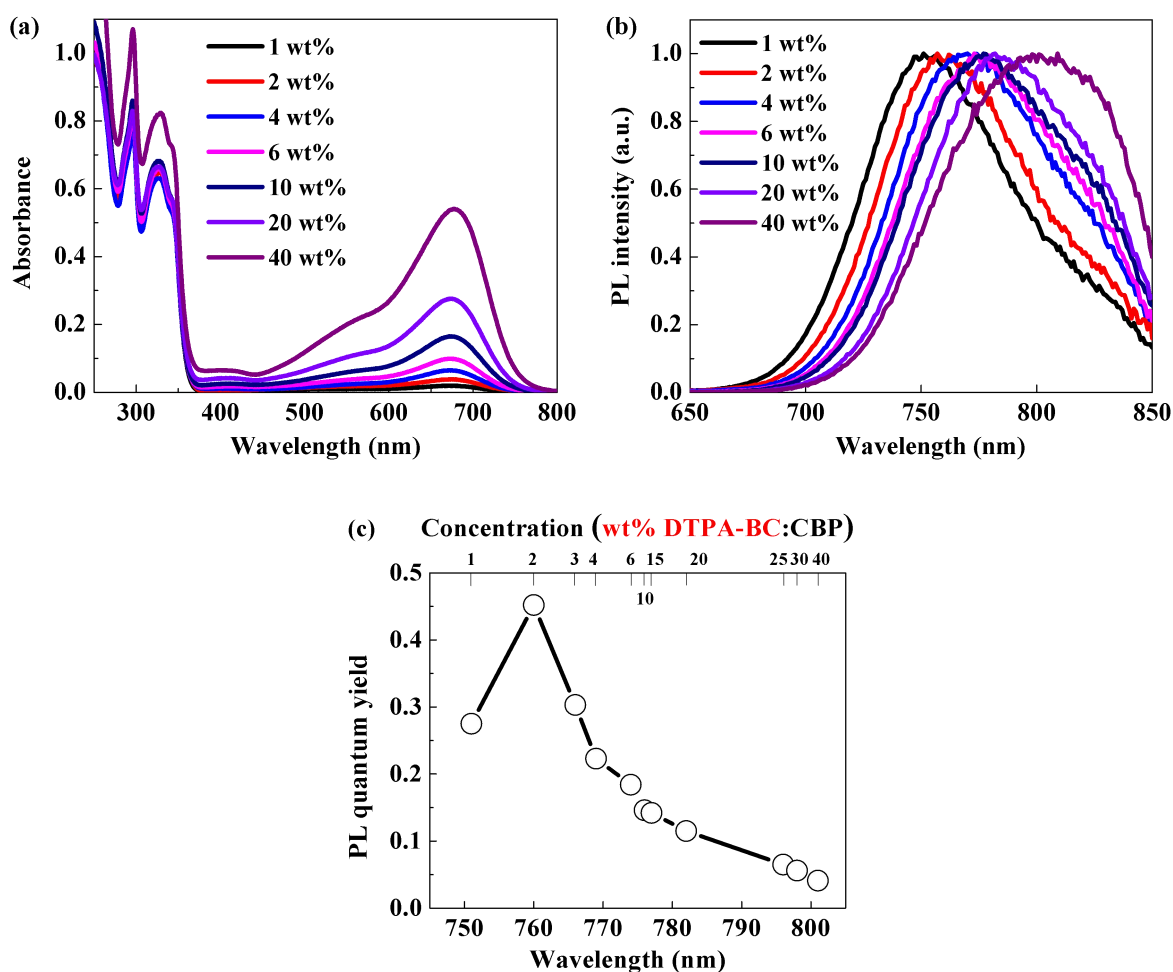 (a)
1.0
0.8
0.6
0.4
0.2
0.0
Absorbance
1 wt%
2 wt%
4 wt%
6 wt%
10 wt%
20 wt%
40 wt%
300 400 500 600 700 800
Wavelength (nm)
(b)
1.0
0.8
0.6
0.4
0.2
0.0
PL intensity (a.u.)
1 wt%
2 wt%
4 wt%
6 wt%
10 wt%
20 wt%
40 wt%
650 700 750 800 850
Wavelength (nm)
(c) Concentration (wt% DTPA-BC:CBP)
1 2 3 4 6 15 20 25 30 40
10
0.5
0.4
0.3
0.2
0.1
0.0
PL quantum yield
750 760 770 780 790 800
Wavelength (nm)